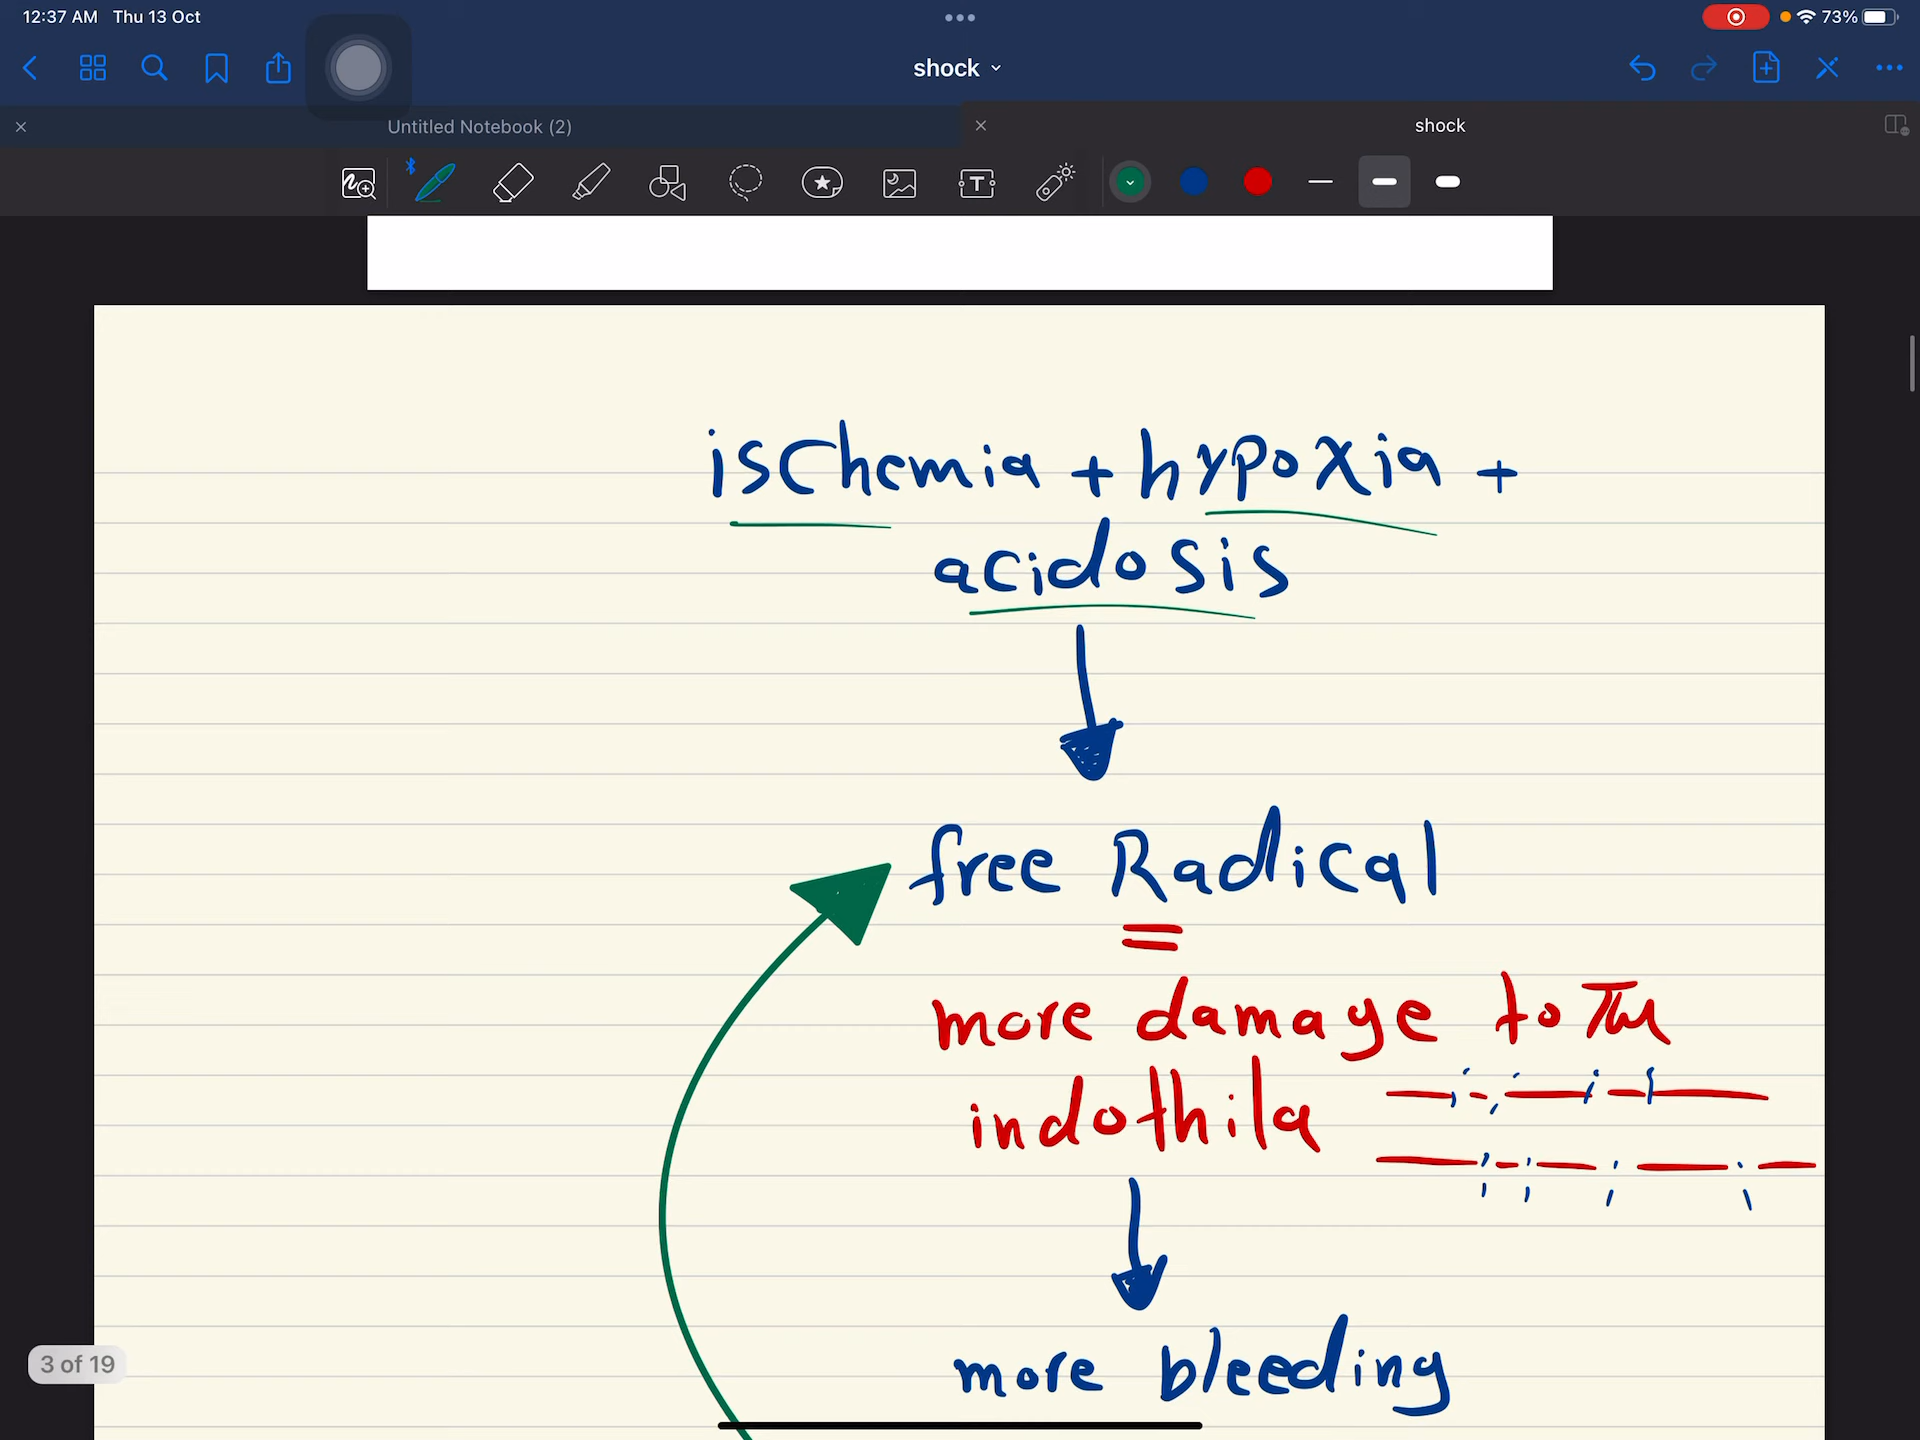 12:37 AM Thu 13 Oct
73%
shock
Untitled Notebook (2)
shock
T
ischemia + hypoxia +
acidosis
free Radical
=
more damage to The
indothila
more bleeding
3 of 19